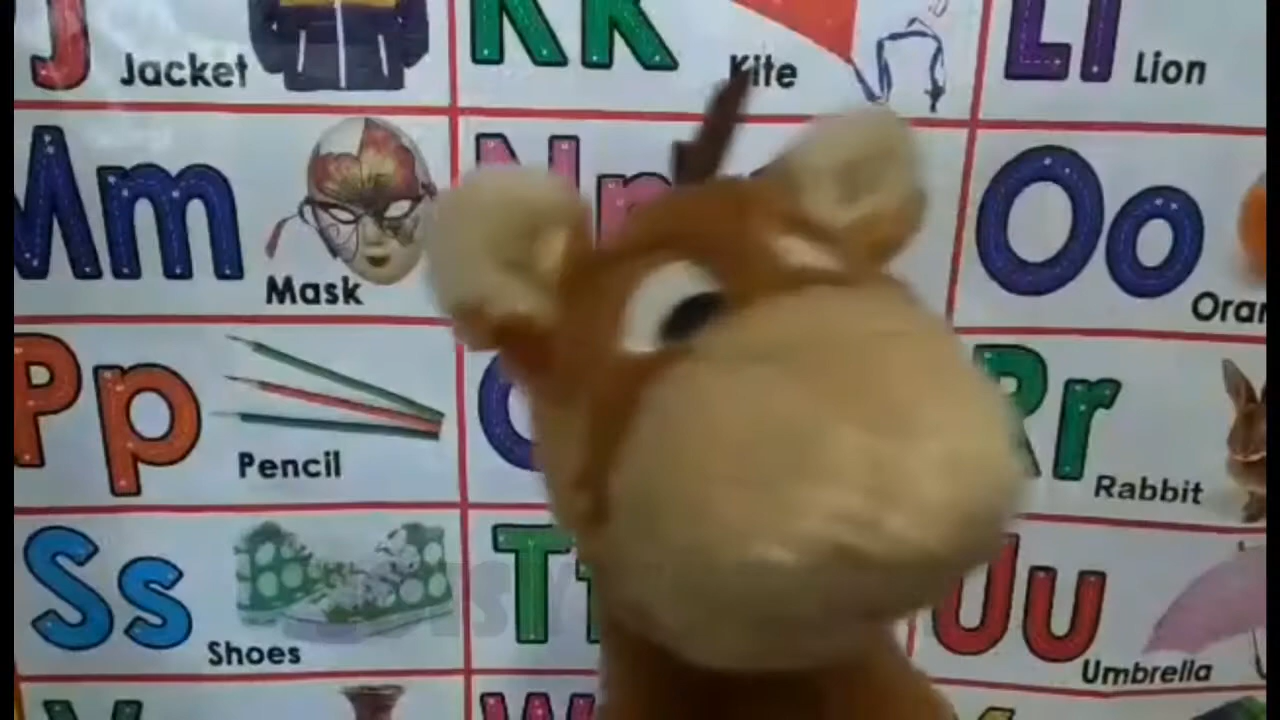 J
Jacket
Kk
Kite
Ll
Lion
Mm
Mask
Oo
Pp
Pencil
Rr
Rabbit
Ss
Shoes
Uu
Umbrella